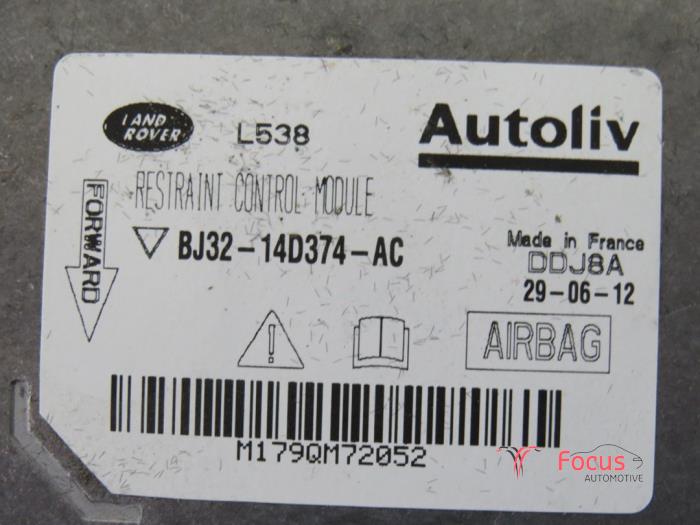 LAND
ROVER
L538
Autoliv
RESTRAINT CONTROL MODULE
FORWARD
BJ32-14D374-AC
Made in France
DDJ8A
29-06-12
AIRBAG
M179QM72052
Focus
AUTOMOTIVE